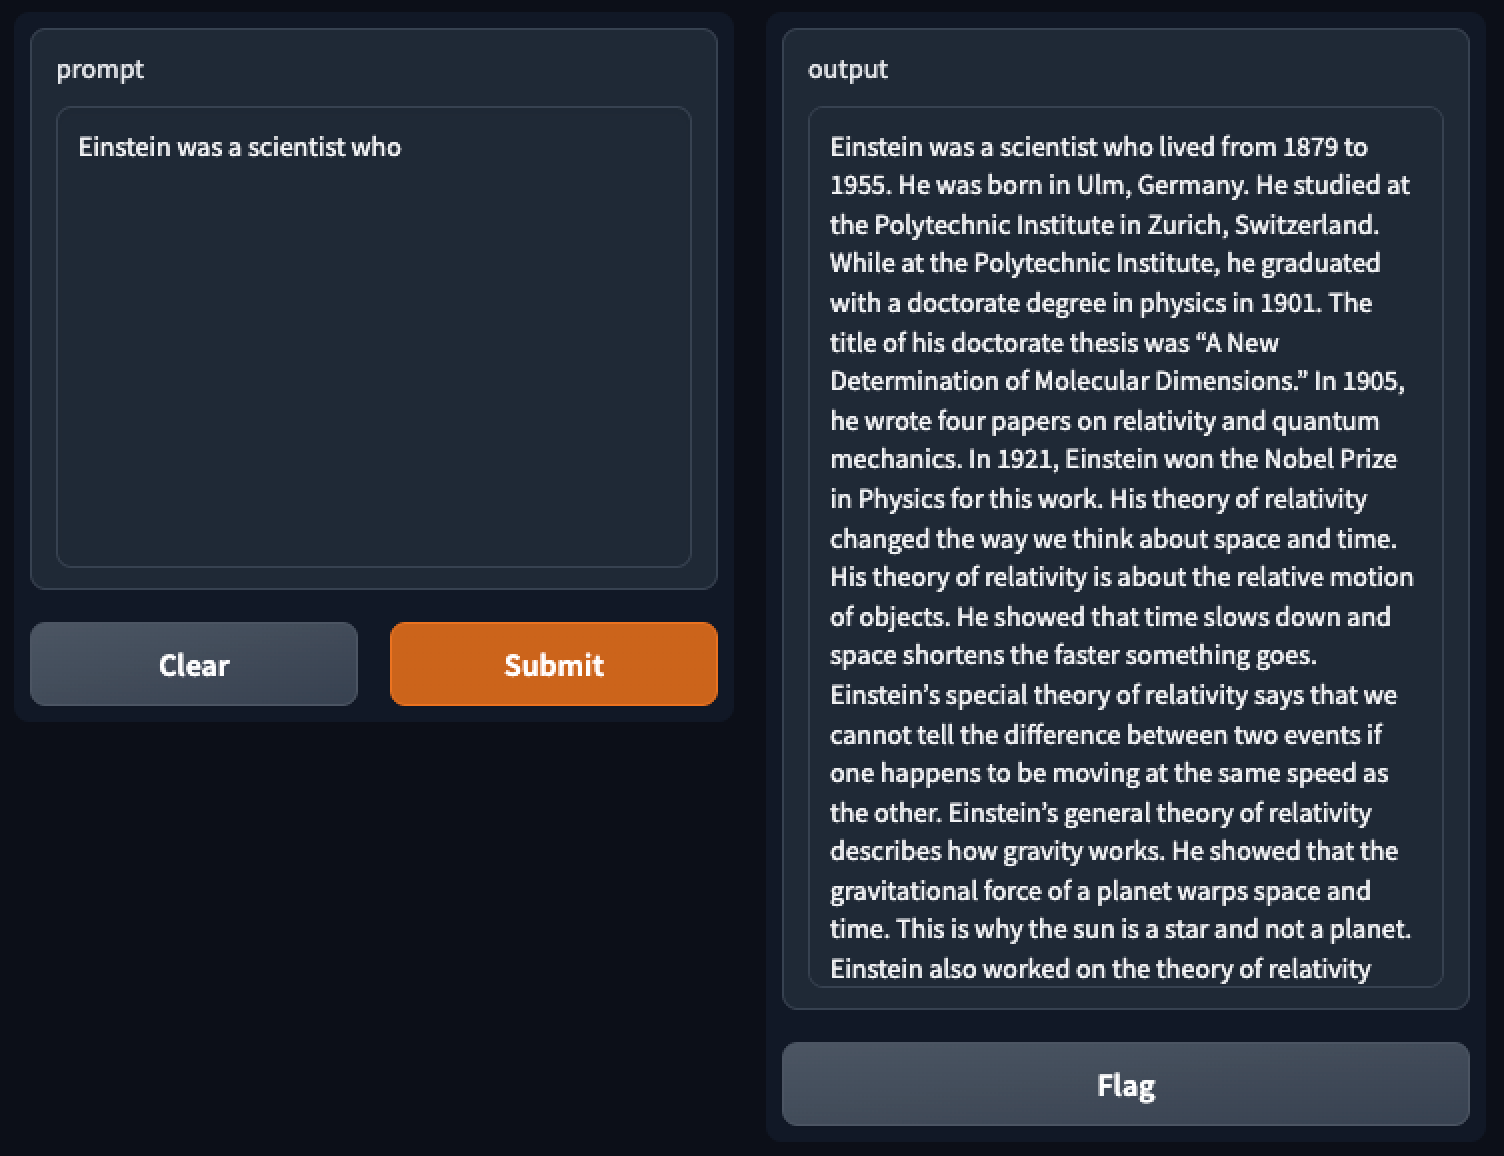 prompt
Einstein was a scientist who
Clear
Submit
output
Einstein was a scientist who lived from 1879 to
1955. He was born in Ulm, Germany. He studied at
the Polytechnic Institute in Zurich, Switzerland.
While at the Polytechnic Institute, he graduated
with a doctorate degree in physics in 1901. The
title of his doctorate thesis was “A New
Determination of Molecular Dimensions.” In 1905,
he wrote four papers on relativity and quantum
mechanics. In 1921, Einstein won the Nobel Prize
in Physics for this work. His theory of relativity
changed the way we think about space and time.
His theory of relativity is about the relative motion
of objects. He showed that time slows down and
space shortens the faster something goes.
Einstein’s special theory of relativity says that we
cannot tell the difference between two events if
one happens to be moving at the same speed as
the other. Einstein’s general theory of relativity
describes how gravity works. He showed that the
gravitational force of a planet warps space and
time. This is why the sun is a star and not a planet.
Einstein also worked on the theory of relativity
Flag